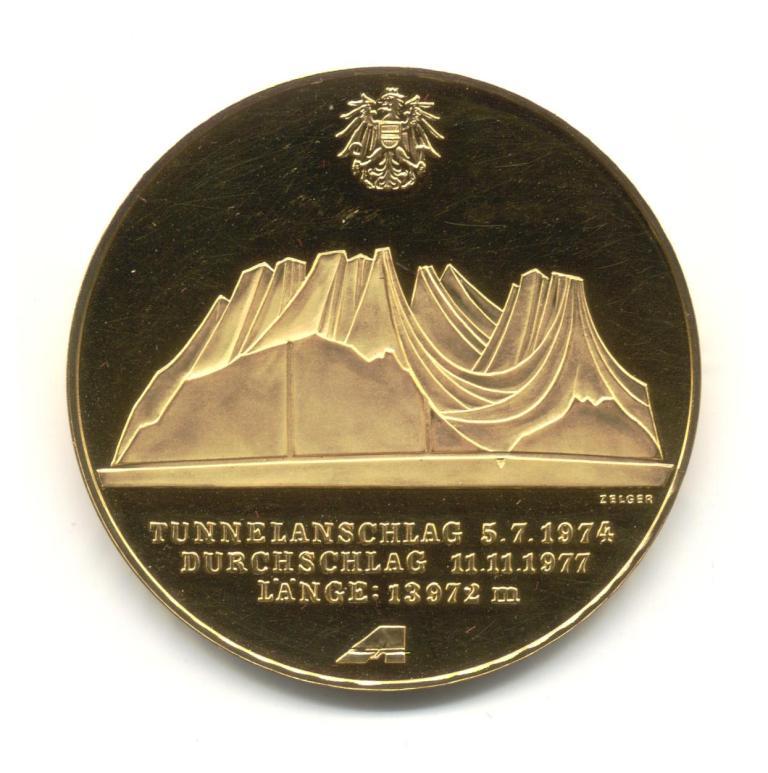 ZELGER
TUNNELANSCHLAG 5.7.1974
DURCHSCHLAG 11.11.1977
LÄNGE: 13972 m
A